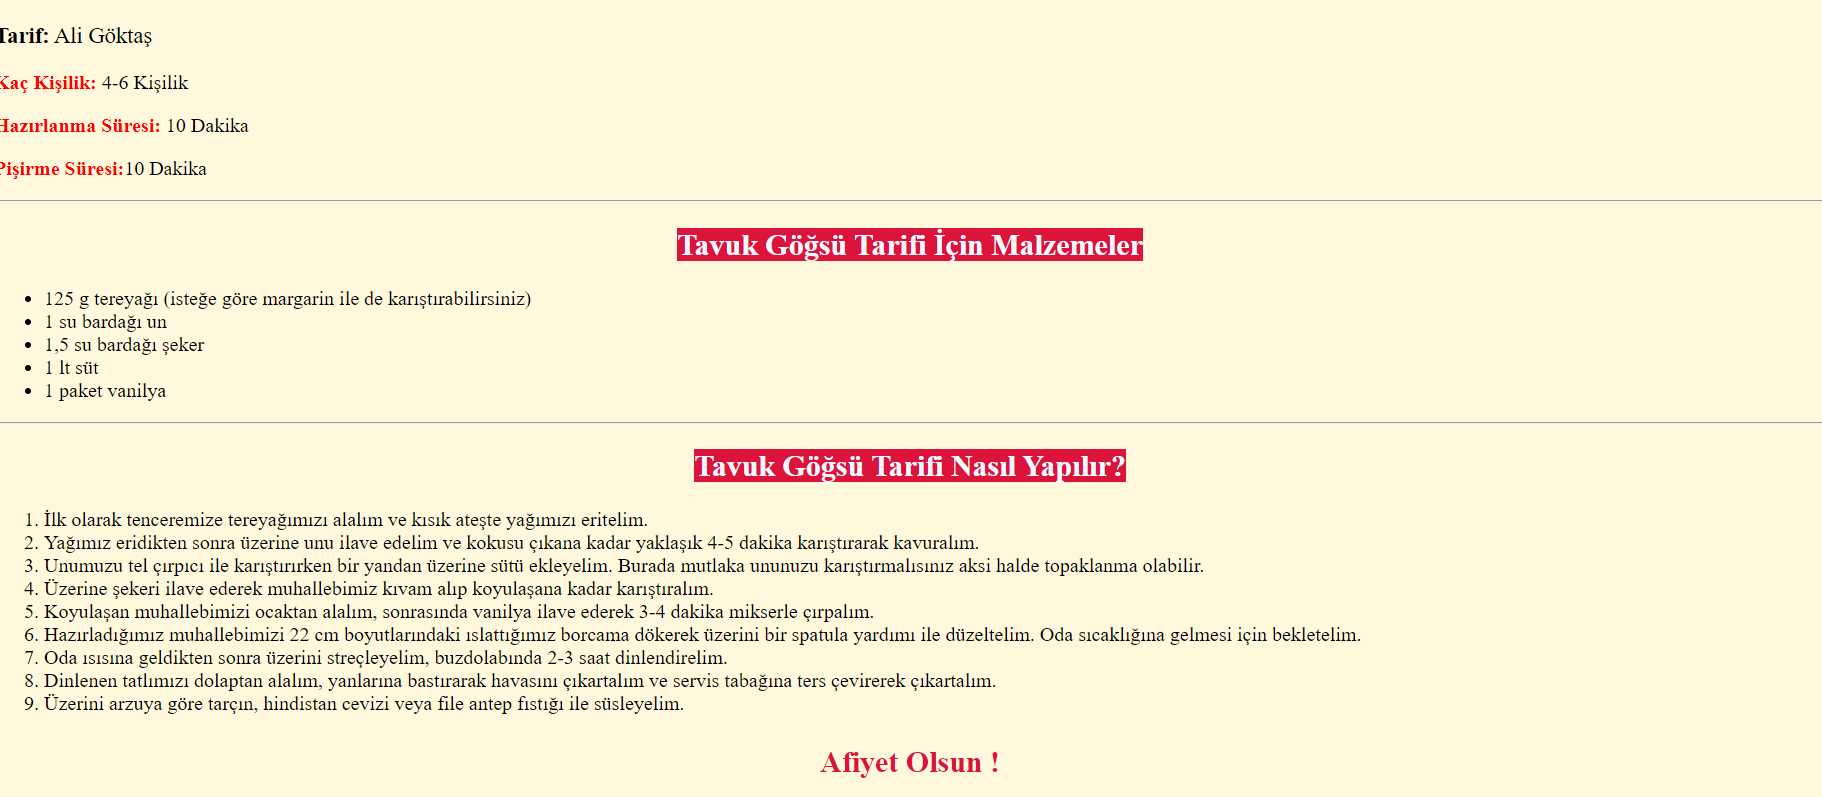 Tarif: Ali Göktaş
Kaç Kişilik: 4-6 Kişilik
Hazırlanma Süresi: 10 Dakika
Pişirme Süresi:10 Dakika
Tavuk Göğsü Tarifi İçin Malzemeler
• 125 g tereyağı (isteğe göre margarin ile de karıştırabilirsiniz)
• 1 su bardağı un
• 1,5 su bardağı şeker
• 1 lt süt
• 1 paket vanilya
Tavuk Göğsü Tarifi Nasıl Yapılır?
1. İlk olarak tenceremize tereyağımızı alalım ve kısık ateşte yağımızı eritelim.
2. Yağımız eridikten sonra üzerine unu ilave edelim ve kokusu çıkana kadar yaklaşık 4-5 dakika karıştırarak kavuralım.
3. Unumuzu tel çırpıcı ile karıştırırken bir yandan üzerine sütü ekleyelim. Burada mutlaka ununuzu karıştırmalısınız aksi halde topaklanma olabilir.
4. Üzerine şekeri ilave ederek muhallebimiz kıvam alıp koyulaşana kadar karıştıralım.
5. Koyulaşan muhallebimizi ocaktan alalım, sonrasında vanilya ilave ederek 3-4 dakika mikserle çırpalım.
6. Hazırladığımız muhallebimizi 22 cm boyutlarındaki ıslattığımız borcama dökerek üzerini bir spatula yardımı ile düzeltelim. Oda sıcaklığına gelmesi için bekletelim.
7. Oda ısısına geldikten sonra üzerini streçleyelim, buzdolabında 2-3 saat dinlendirelim.
8. Dinlenen tatlımızı dolaptan alalım, yanlarına bastırarak havasını çıkartalım ve servis tabağına ters çevirerek çıkartalım.
9. Üzerini arzuya göre tarçın, hindistan cevizi veya file antep fıstığı ile süsleyelim.
Afiyet Olsun !